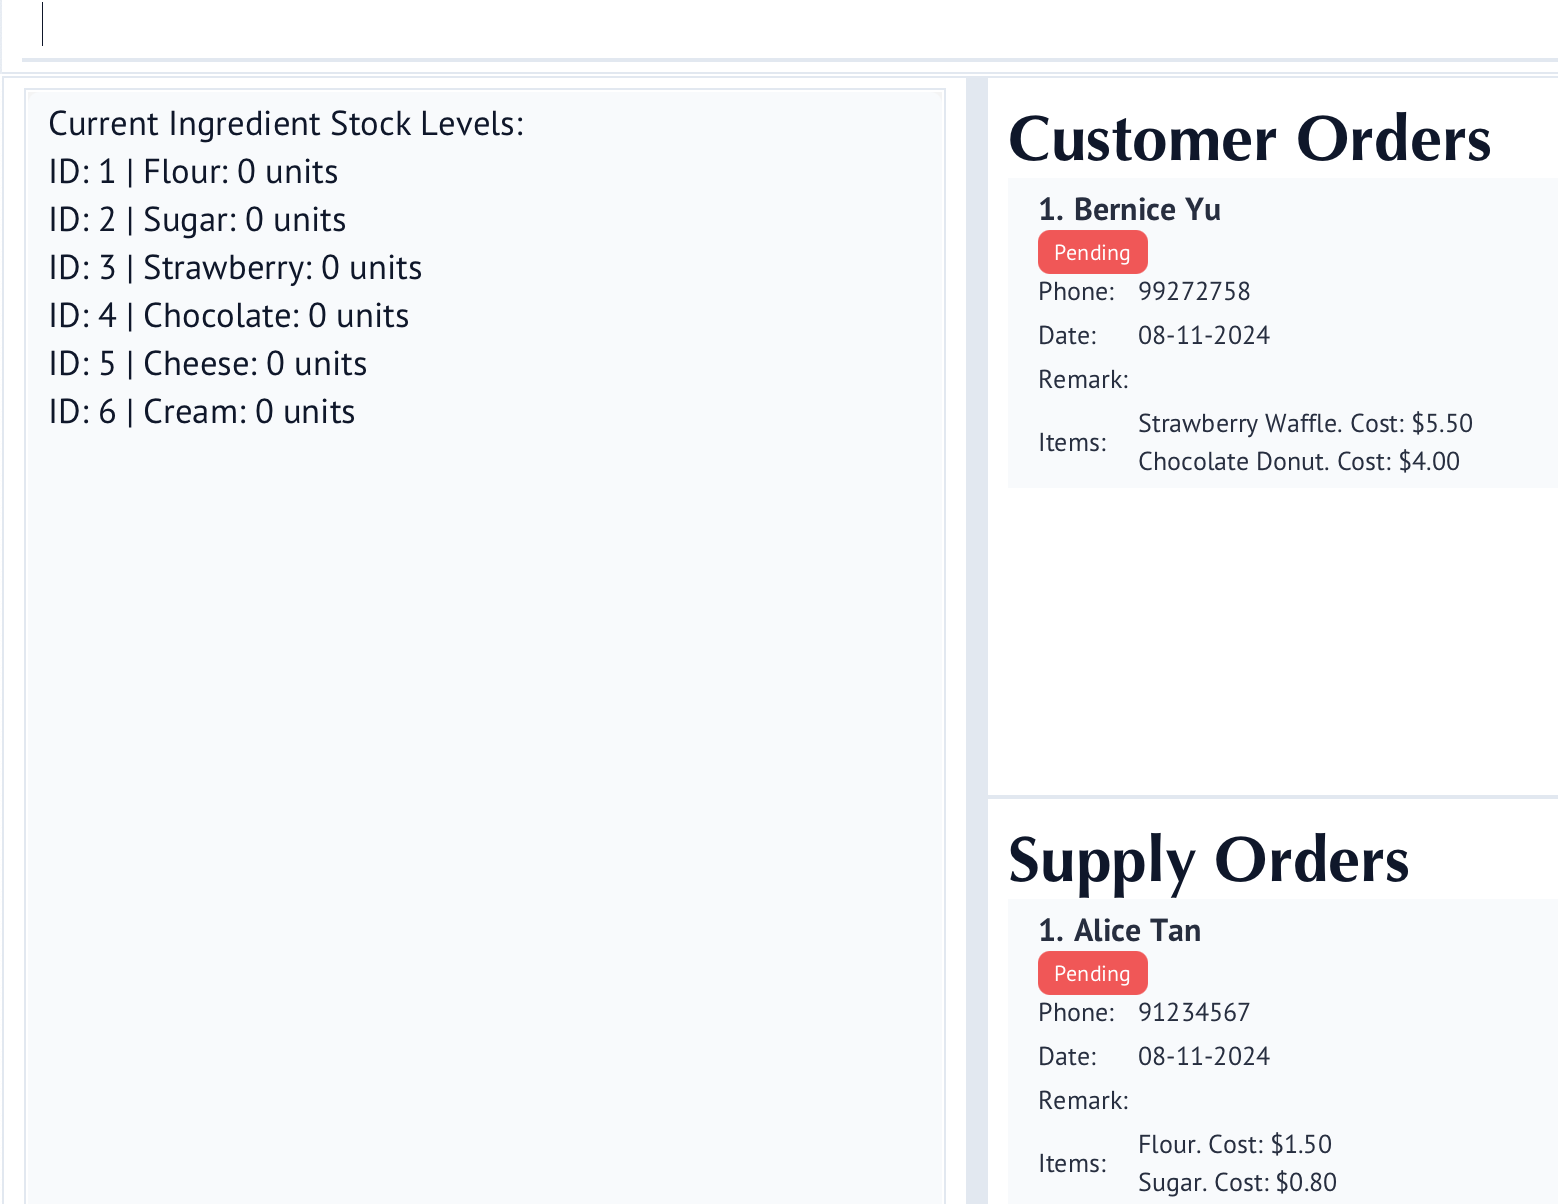 Current Ingredient Stock Levels:
ID: 1 | Flour: 0 units
ID: 2 | Sugar: 0 units
ID: 3 | Strawberry: 0 units
ID: 4 | Chocolate: 0 units
ID: 5 | Cheese: 0 units
ID: 6 | Cream: 0 units
Customer Orders
1. Bernice Yu
Pending
Phone: 99272758
Date: 08-11-2024
Remark:
Items:
Strawberry Waffle. Cost: $5.50
Chocolate Donut. Cost: $4.00
Supply Orders
1. Alice Tan
Pending
Phone: 91234567
Date: 08-11-2024
Remark:
Items:
Flour. Cost: $1.50
Sugar. Cost: $0.80